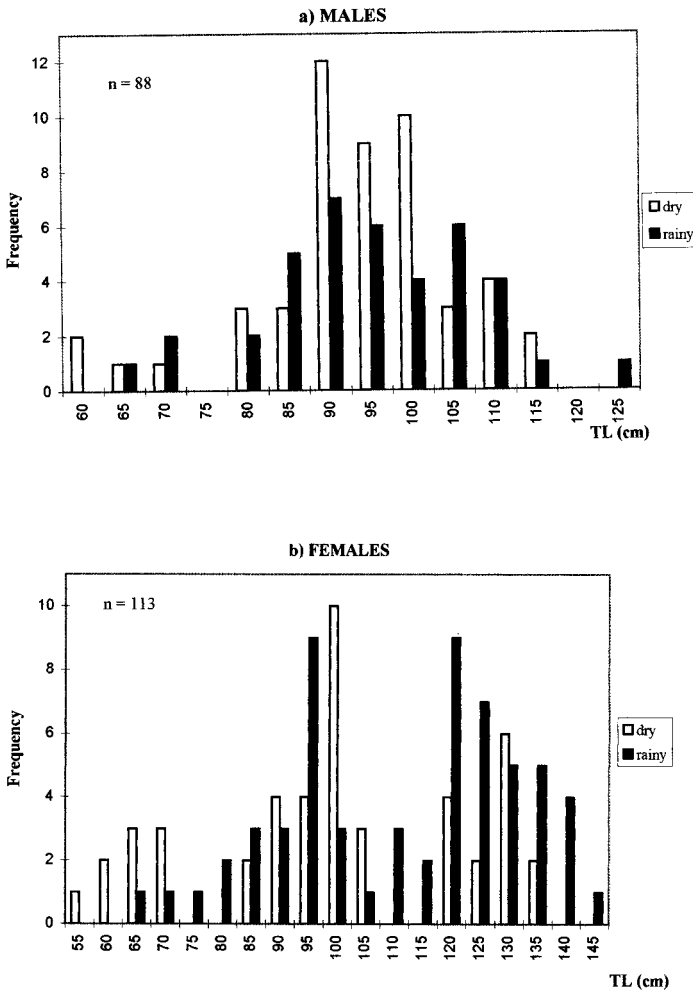 a) MALES
n = 88
Frequency
12
10
8
6
4
2
0
60 65 70 75 80 85 90 95 100 105 110 115 120 125
TL (cm)
dry
rainy
b) FEMALES
n = 113
Frequency
10
8
6
4
2
0
55 60 65 70 75 80 85 90 95 100 105 110 115 120 125 130 135 140 145
TL (cm)
dry
rainy